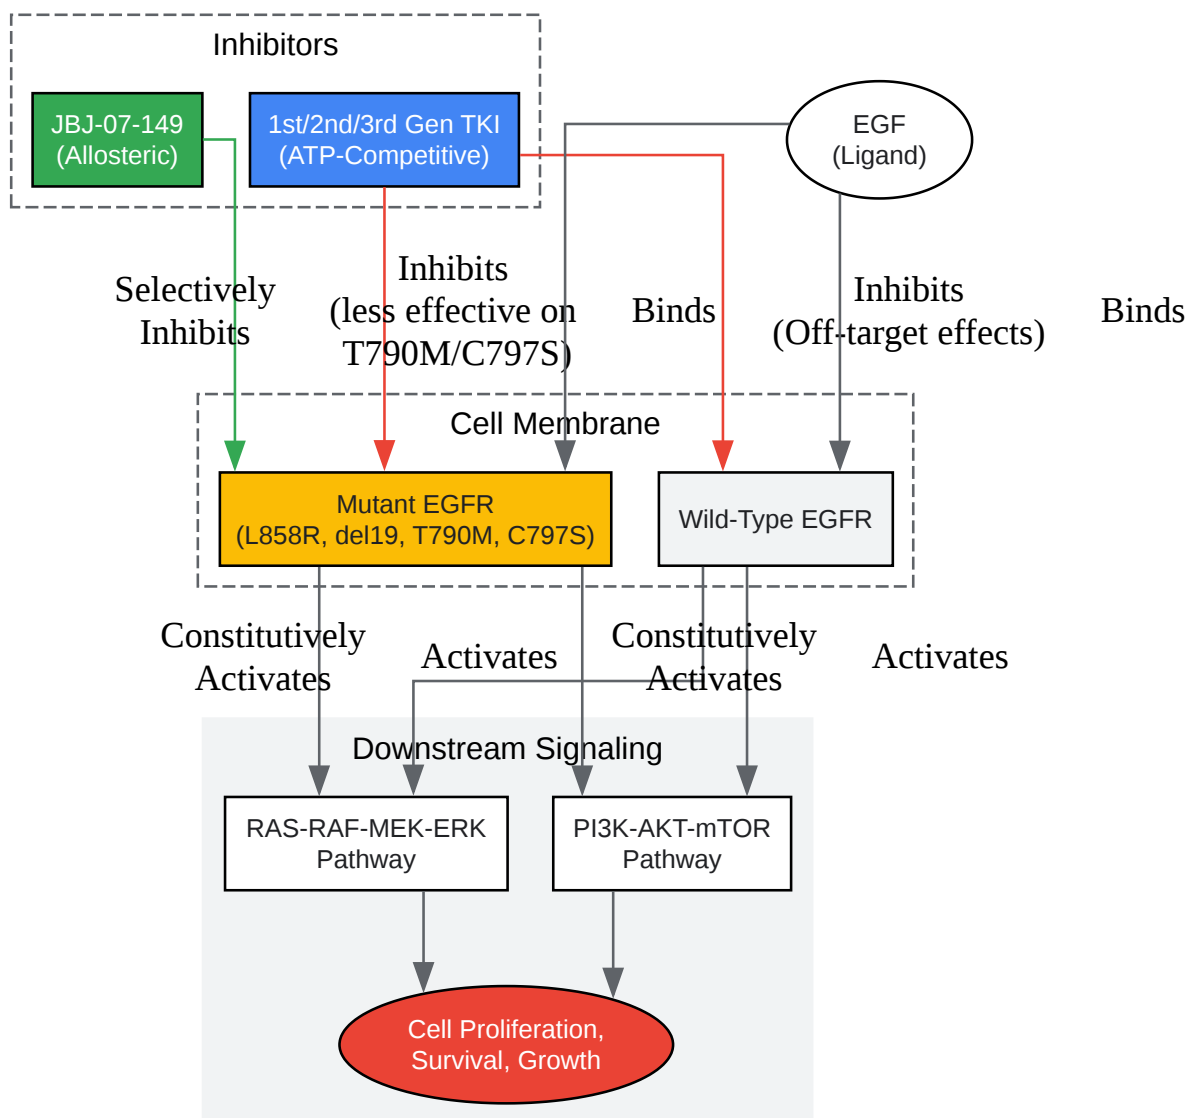 Inhibitors
JBJ-07-149
(Allosteric)
1st/2nd/3rd Gen TKI
(ATP-Competitive)
EGF
(Ligand)
Selectively
Inhibits
Inhibits
(less effective on
T790M/C797S)
Binds
Inhibits
(Off-target effects)
Binds
Cell Membrane
Mutant EGFR
(L858R, del19, T790M, C797S)
Wild-Type EGFR
Constitutively
Activates
Activates
Constitutively
Activates
Activates
Downstream Signaling
RAS-RAF-MEK-ERK
Pathway
PI3K-AKT-mTOR
Pathway
Cell Proliferation,
Survival, Growth